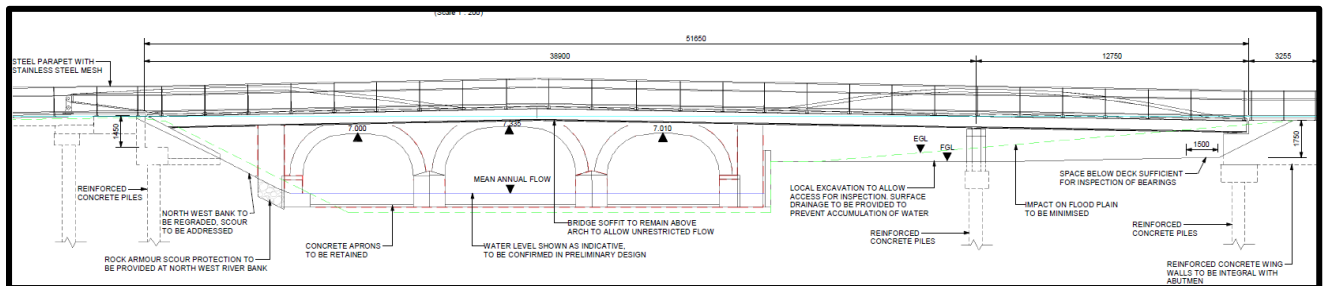 (Scale 1 : 200)
51650
38900
12750
3255
STEEL PARAPET WITH
STAINLESS STEEL MESH
1450
7.000
7.335
7.010
EGL
FGL
1500
1750
MEAN ANNUAL FLOW
REINFORCED
CONCRETE PILES
NORTH WEST BANK TO
BE REGRADED, SCOUR
TO BE ADDRESSED
ROCK ARMOUR SCOUR PROTECTION TO
BE PROVIDED AT NORTH WEST RIVER BANK
CONCRETE APRONS
TO BE RETAINED
WATER LEVEL SHOWN AS INDICATIVE,
TO BE CONFIRMED IN PRELIMINARY DESIGN
BRIDGE SOFFIT TO REMAIN ABOVE
ARCH TO ALLOW UNRESTRICTED FLOW
LOCAL EXCAVATION TO ALLOW
ACCESS FOR INSPECTION. SURFACE
DRAINAGE TO BE PROVIDED TO
PREVENT ACCUMULATION OF WATER
REINFORCED
CONCRETE PILES
IMPACT ON FLOOD PLAIN
TO BE MINIMISED
SPACE BELOW DECK SUFFICIENT
FOR INSPECTION OF BEARINGS
REINFORCED
CONCRETE PILES
REINFORCED CONCRETE WING
WALLS TO BE INTEGRAL WITH
ABUTMEN